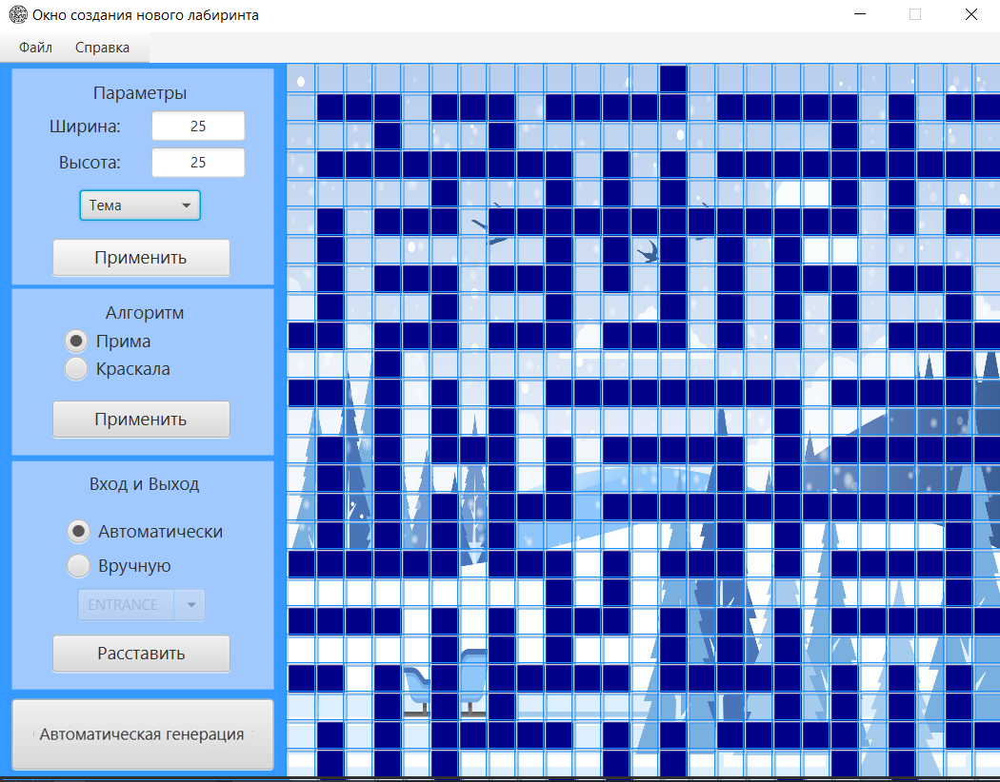 Окно создания нового лабиринта
Файл Справка
Параметры
Ширина: 25
Высота: 25
Тема
Применить
Алгоритм
Прима
Краскала
Применить
Вход и Выход
Автоматически
Вручную
ENTRANCE
Расставить
Автоматическая генерация